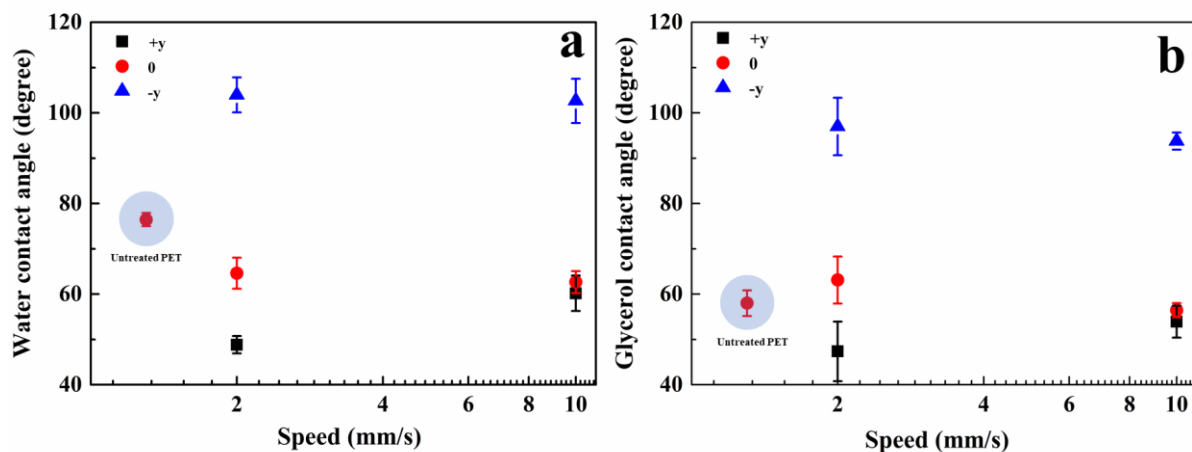 a
+y
0
-y
120
100
80
60
40
Water contact angle (degree)
Untreated PET
2
4
6
8
10
Speed (mm/s)
b
+y
0
-y
120
100
80
60
40
Glycerol contact angle (degree)
Untreated PET
2
4
6
8
10
Speed (mm/s)